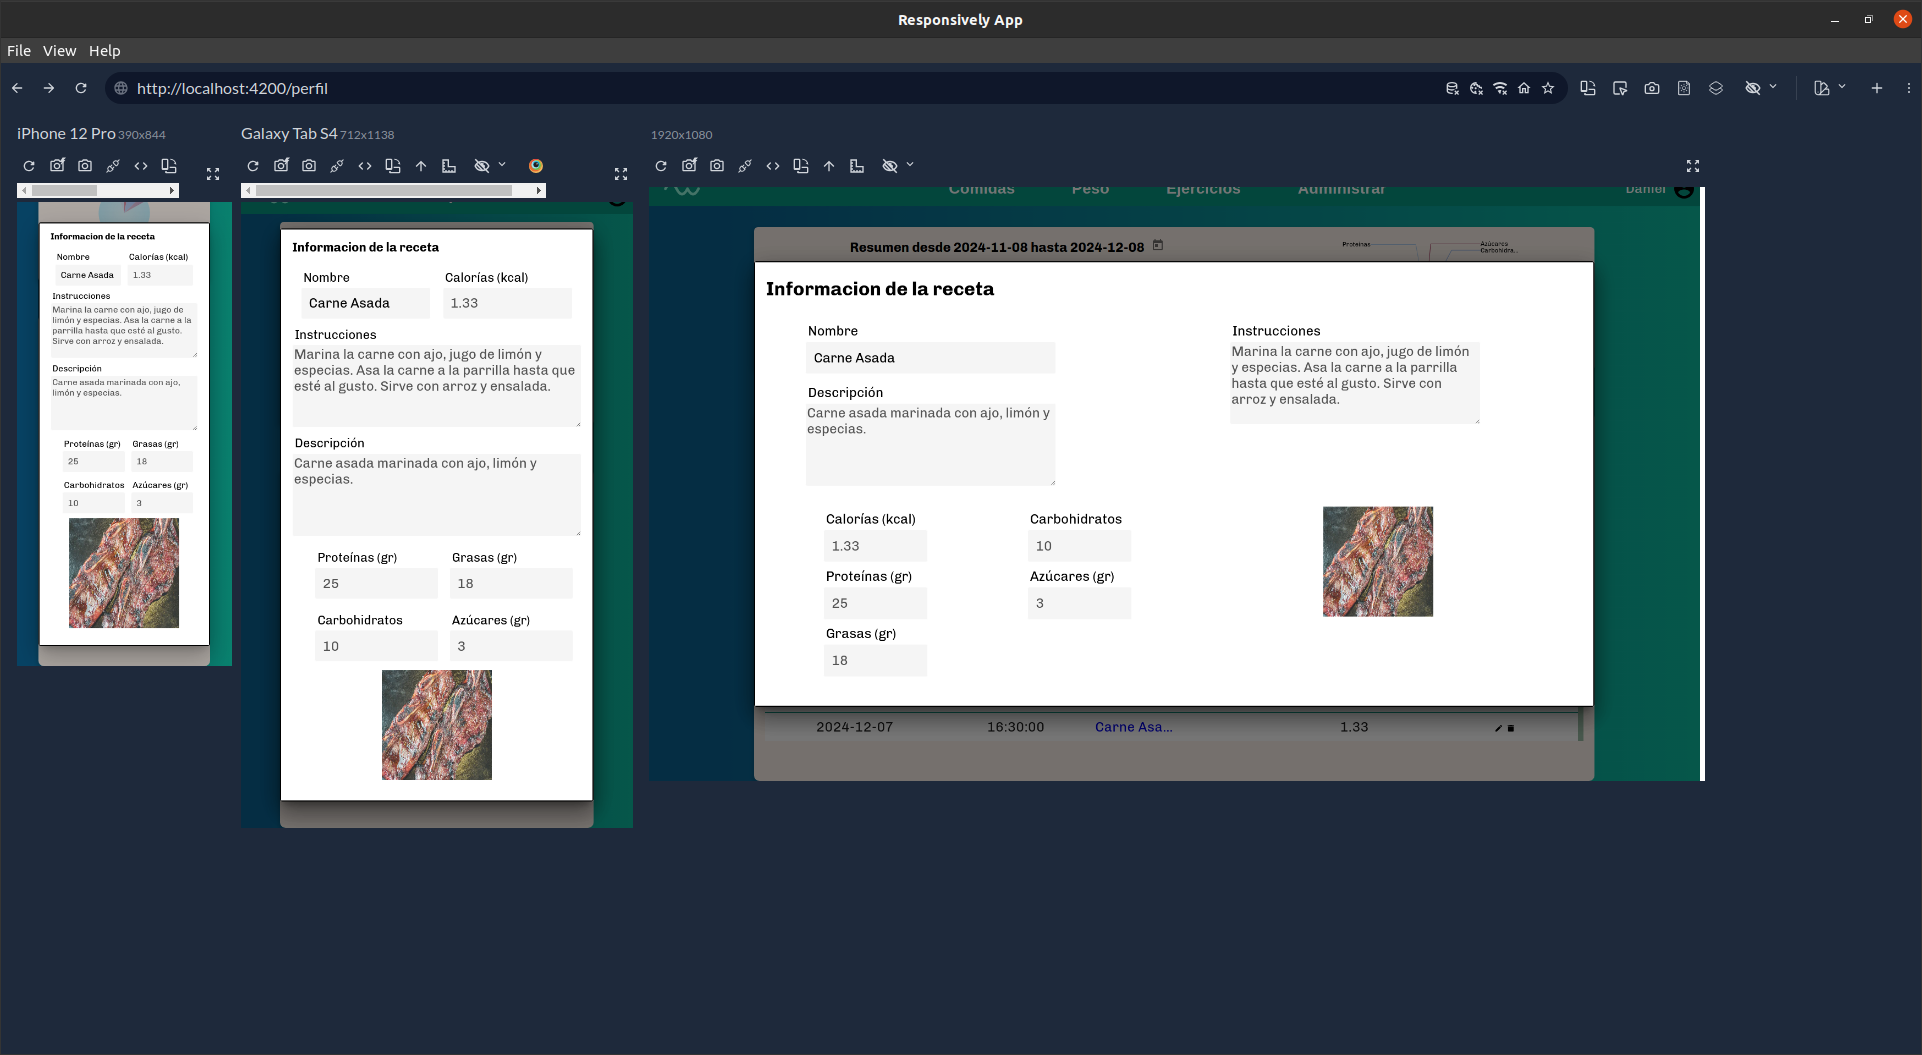 Responsively App
File View Help
http://localhost:4200/perfil
iPhone 12 Pro 390x844
Informacion de la receta
Nombre
Calorías (kcal)
Carne Asada
1.33
Instrucciones
Marina la carne con ajo, jugo de
limón y especias. Asa la carne a la
parrilla hasta que esté al gusto.
Sirve con arroz y ensalada.
Descripción
Carne asada marinada con ajo,
limón y especias.
Proteínas (gr)
Grasas (gr)
25
18
Carbohidratos
Azúcares (gr)
10
3
Galaxy Tab S4 712x1138
Informacion de la receta
Nombre
Calorías (kcal)
Carne Asada
1.33
Instrucciones
Marina la carne con ajo, jugo de limón y
especias. Asa la carne a la parrilla hasta que
esté al gusto. Sirve con arroz y ensalada.
Descripción
Carne asada marinada con ajo, limón y
especias.
Proteínas (gr)
Grasas (gr)
25
18
Carbohidratos
Azúcares (gr)
10
3
1920x1080
Comidas
Peso
Ejercicios
Administrar
Daniel
Resumen desde 2024-11-08 hasta 2024-12-08
Proteínas
Azúcares
Carbohidra...
Informacion de la receta
Nombre
Carne Asada
Descripción
Carne asada marinada con ajo, limón y
especias.
Instrucciones
Marina la carne con ajo, jugo de limón
y especias. Asa la carne a la parrilla
hasta que esté al gusto. Sirve con
arroz y ensalada.
Calorías (kcal)
1.33
Proteínas (gr)
25
Grasas (gr)
18
Carbohidratos
10
Azúcares (gr)
3
2024-12-07 16:30:00 Carne Asa... 1.33